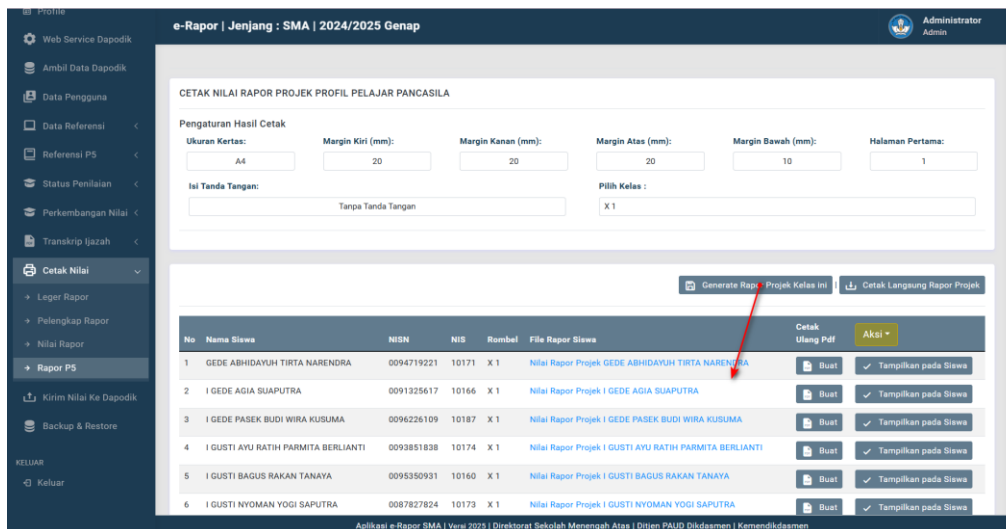 Profile
e-Rapor | Jenjang : SMA | 2024/2025 Genap
Administrator
Admin
Web Service Dapodik
Ambil Data Dapodik
Data Pengguna
Data Referensi
Referensi P5
Status Penilaian
Perkembangan Nilai
Transkrip Ijazah
Cetak Nilai
Leger Rapor
Pelengkap Rapor
Nilai Rapor
Rapor P5
Kirim Nilai Ke Dapodik
Backup & Restore
KELUAR
Keluar
CETAK NILAI RAPOR PROJEK PROFIL PELAJAR PANCASILA
Pengaturan Hasil Cetak
Ukuran Kertas: Margin Kiri (mm): Margin Kanan (mm): Margin Atas (mm): Margin Bawah (mm): Halaman Pertama:
A4 20 20 20 10 1
Isi Tanda Tangan: Pilih Kelas :
Tanpa Tanda Tangan X 1
Generate Rapor Projek Kelas ini | Cetak Langsung Rapor Projek
No Nama Siswa NISN NIS Rombel File Rapor Siswa Cetak Ulang Pdf Aksi
1 GEDE ABHIDAYUH TIRTA NARENDRA 0094719221 10171 X 1 Nilai Rapor Projek GEDE ABHIDAYUH TIRTA NARENDRA Buat Tampilkan pada Siswa
2 I GEDE AGIA SUAPUTRA 0091325617 10166 X 1 Nilai Rapor Projek I GEDE AGIA SUAPUTRA Buat Tampilkan pada Siswa
3 I GEDE PASEK BUDI WIRA KUSUMA 0096226109 10187 X 1 Nilai Rapor Projek I GEDE PASEK BUDI WIRA KUSUMA Buat Tampilkan pada Siswa
4 I GUSTI AYU RATIH PARMITA BERLIANTI 0093851838 10174 X 1 Nilai Rapor Projek I GUSTI AYU RATIH PARMITA BERLIANTI Buat Tampilkan pada Siswa
5 I GUSTI BAGUS RAKAN TANAYA 0095350931 10160 X 1 Nilai Rapor Projek I GUSTI BAGUS RAKAN TANAYA Buat Tampilkan pada Siswa
6 I GUSTI NYOMAN YOGI SAPUTRA 0087827824 10173 X 1 Nilai Rapor Projek I GUSTI NYOMAN YOGI SAPUTRA Buat Tampilkan pada Siswa
Aplikasi e-Rapor SMA | Versi 2025 | Direktorat Sekolah Menengah Atas | Ditjen PAUD Dikdasmen | Kemendikdasmen